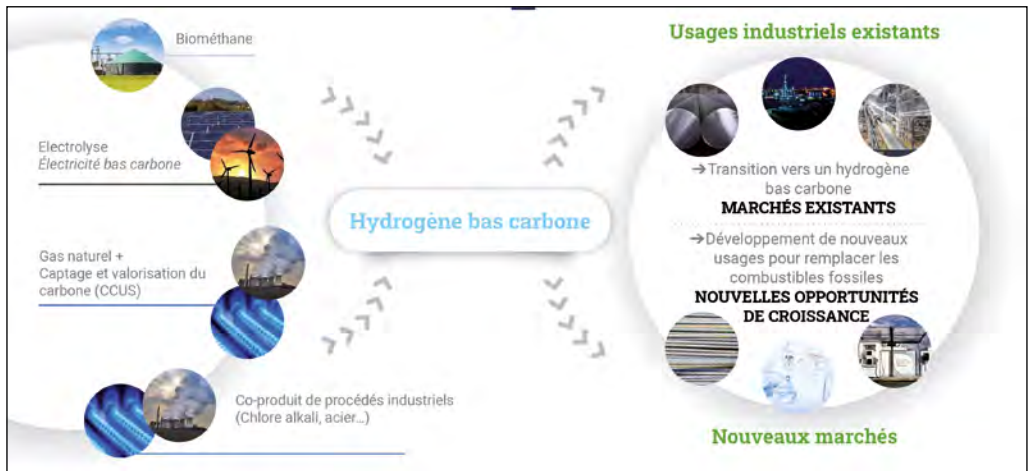 Biométhane
Electrolyse
Électricité bas carbone
Gas naturel +
Captage et valorisation du
carbone (CCUS)
Co-produit de procédés industriels
(Chlore alkali, acier...)
Hydrogène bas carbone
Usages industriels existants
→Transition vers un hydrogène
bas carbone
MARCHÉS EXISTANTS
→Développement de nouveaux
usages pour remplacer les
combustibles fossiles
NOUVELLES OPPORTUNITÉS
DE CROISSANCE
Nouveaux marchés